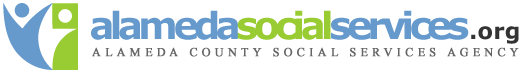 alamedasocialservices.org
ALAMEDA COUNTY SOCIAL SERVICES AGENCY